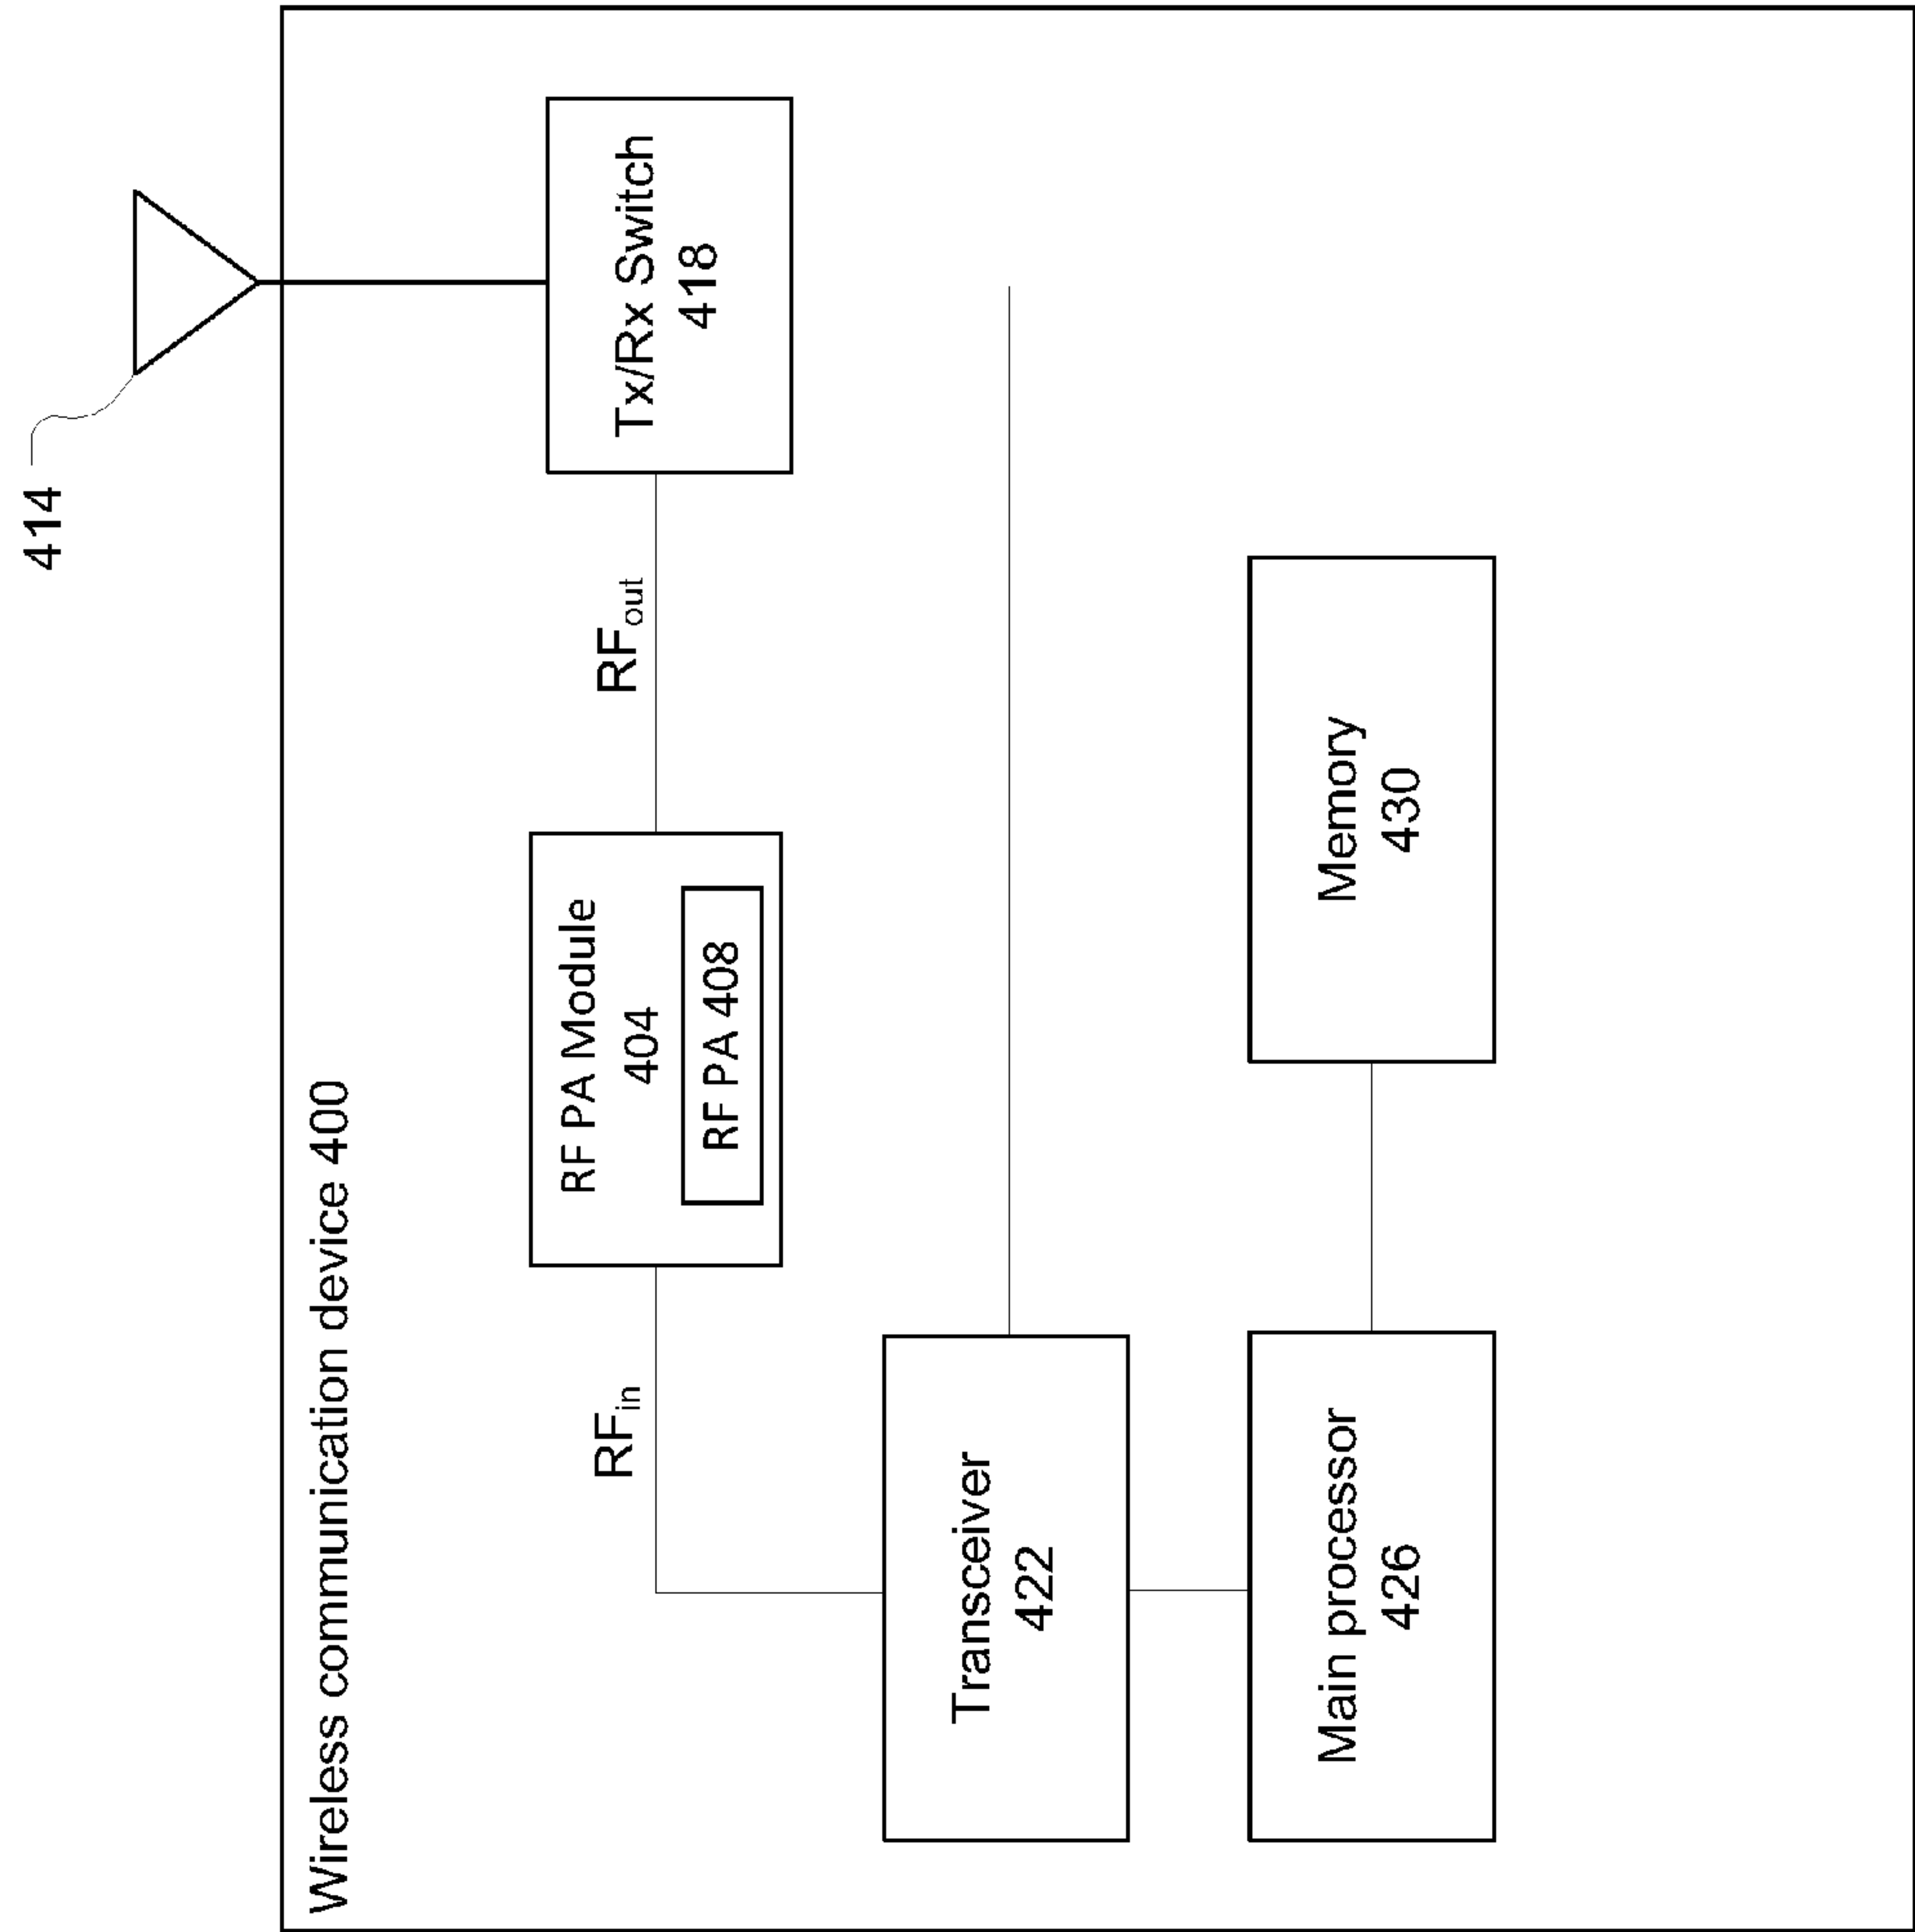 414
Wireless communication device 400
RF PA Module
404
RF PA 408
Tx/Rx Switch
418
RFin
RFout
Transceiver
422
Main processor
426
Memory
430